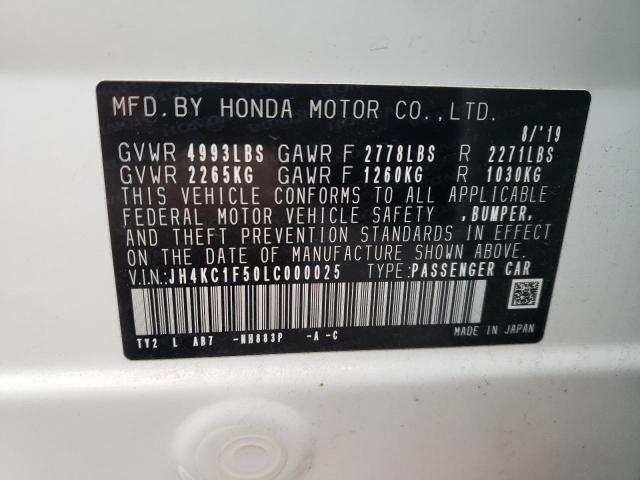 MFD.BY HONDA MOTOR CO.,LTD.
8/'19
GVWR 4993LBS GAWR F 2778LBS R 2271LBS
GVWR 2265KG GAWR F 1260KG R 1030KG
THIS VEHICLE CONFORMS TO ALL APPLICABLE
FEDERAL MOTOR VEHICLE SAFETY ,BUMPER,
AND THEFT PREVENTION STANDARDS IN EFFECT
ON THE DATE OF MANUFACTURE SHOWN ABOVE.
V.IN.:JH4KC1F50LC000025 TYPE:PASSENGER CAR
TY2 L AB7 -NH883P -A -C
MADE IN JAPAN